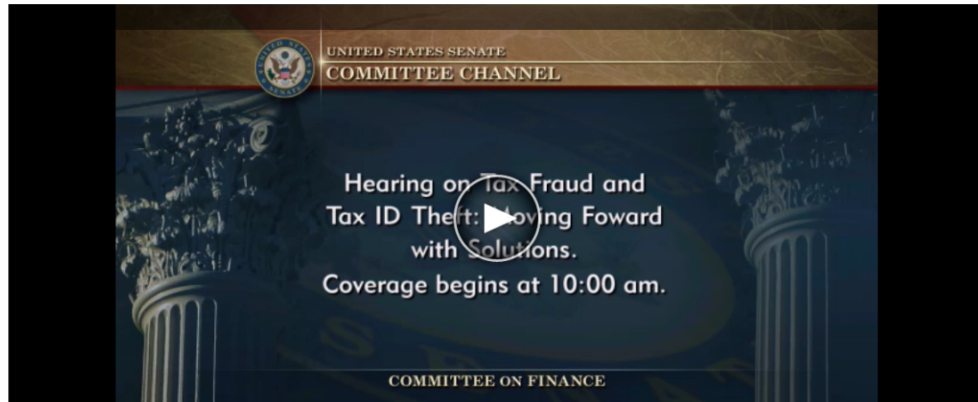 UNITED STATES SENATE
COMMITTEE CHANNEL
Hearing on Tax Fraud and
Tax ID Theft: Moving Foward
with Solutions.
Coverage begins at 10:00 am.
COMMITTEE ON FINANCE